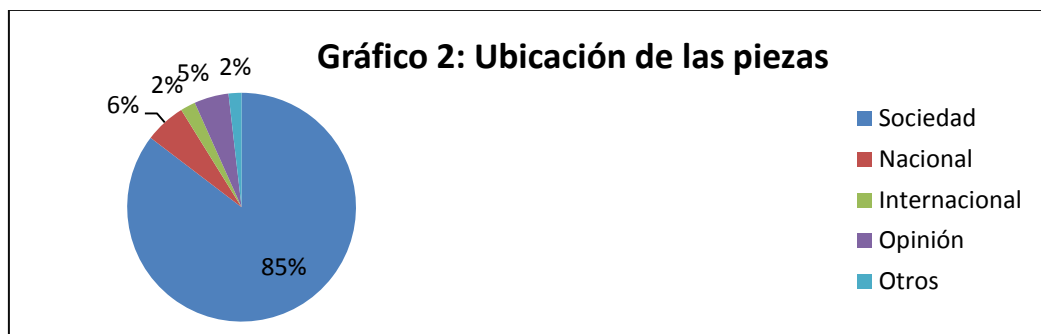 Gráfico 2: Ubicación de las piezas
85%
6%
2%
5%
2%
Sociedad
Nacional
Internacional
Opinión
Otros